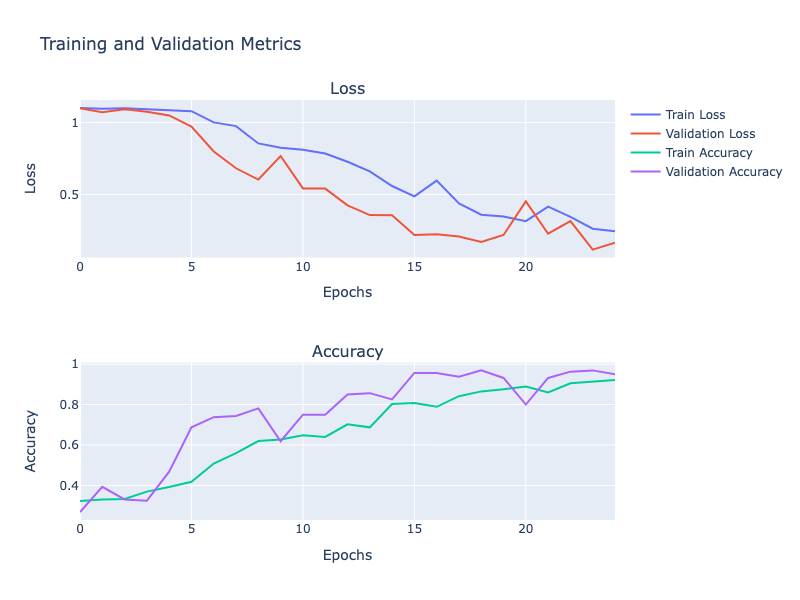 Training and Validation Metrics
Loss
Train Loss
Validation Loss
Train Accuracy
Validation Accuracy
Loss
1
0.5
0
5
10
15
20
Epochs
Accuracy
Accuracy
1
0.8
0.6
0.4
0
5
10
15
20
Epochs